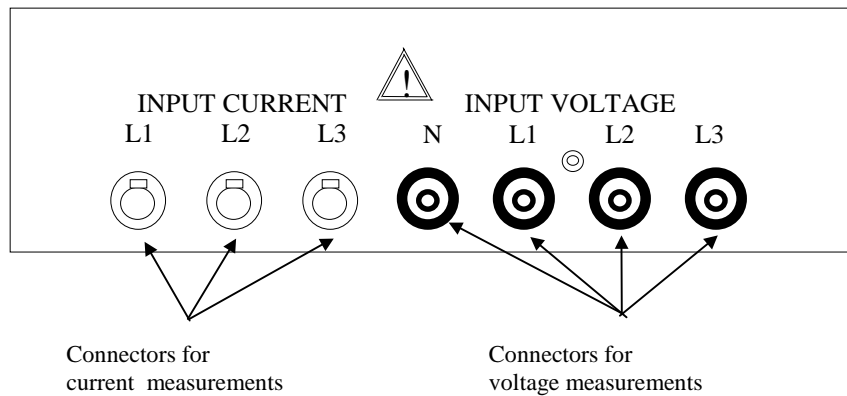 INPUT CURRENT
INPUT VOLTAGE
L1 L2 L3 N L1 L2 L3
Connectors for
current measurements
Connectors for
voltage measurements